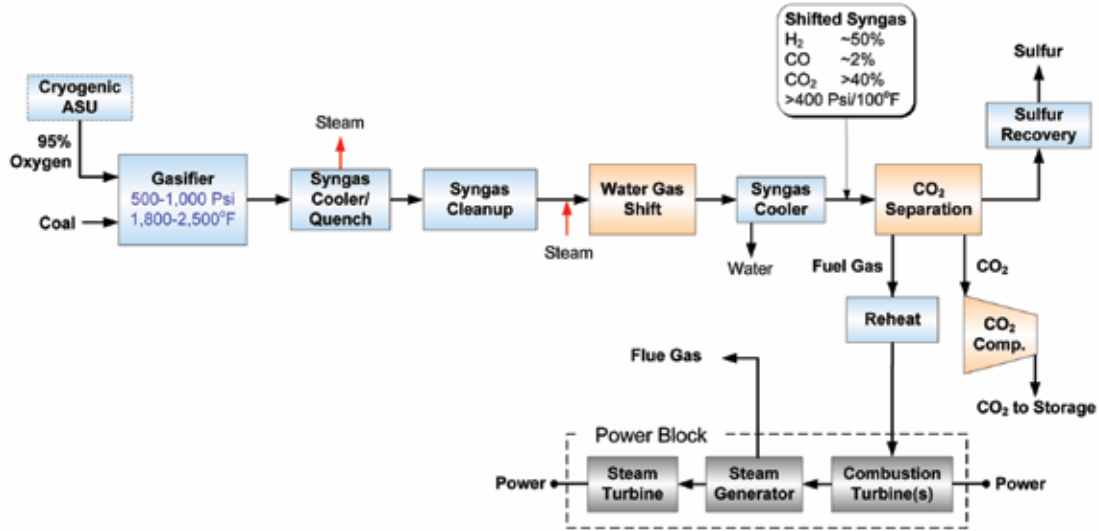 Shifted Syngas
H₂ ~50%
CO ~2%
CO₂ >40%
>400 Psi/100°F
Sulfur
Cryogenic
ASU
Sulfur
Recovery
95%
Oxygen
Steam
Gasifier
500-1,000 Psi
1,800-2,500°F
Syngas
Cooler/
Quench
Syngas
Cleanup
Water Gas
Shift
Syngas
Cooler
CO₂
Separation
Coal
Steam
Water
Fuel Gas
CO₂
Reheat
CO₂
Comp.
Flue Gas
CO₂ to Storage
Power Block
Power
Steam
Turbine
Steam
Generator
Combustion
Turbine(s)
Power